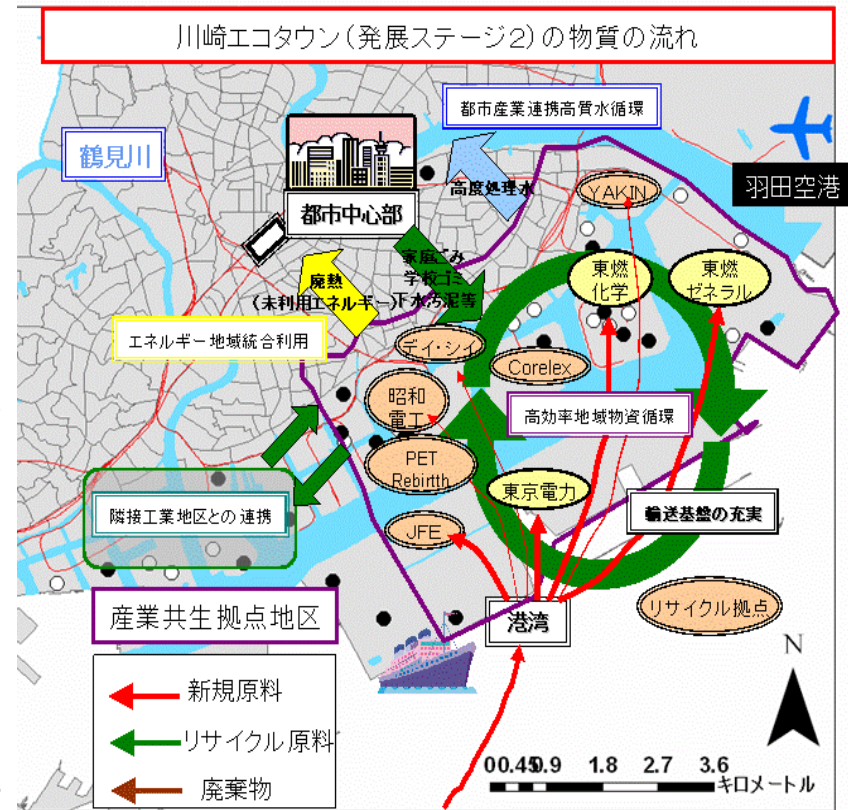 川崎エコタウン(発展ステージ2)の物質の流れ
都市産業連携高質水循環
鶴見川
高度処理水
YAKIN
羽田空港
都市中心部
家庭ごみ
学校ゴミ
下水汚泥等
廃熱
(未利用エネルギー)
東燃
化学
東燃
ゼネラル
エネルギー地域統合利用
デイ・シイ
Corelex
昭和
電工
高効率地域物資循環
PET
Rebirtth
東京電力
隣接工業地区との連携
輸送基盤の充実
JFE
リサイクル拠点
港湾
産業共生拠点地区
N
新規原料
リサイクル原料
廃棄物
00.450.9 1.8 2.7 3.6
キロメートル